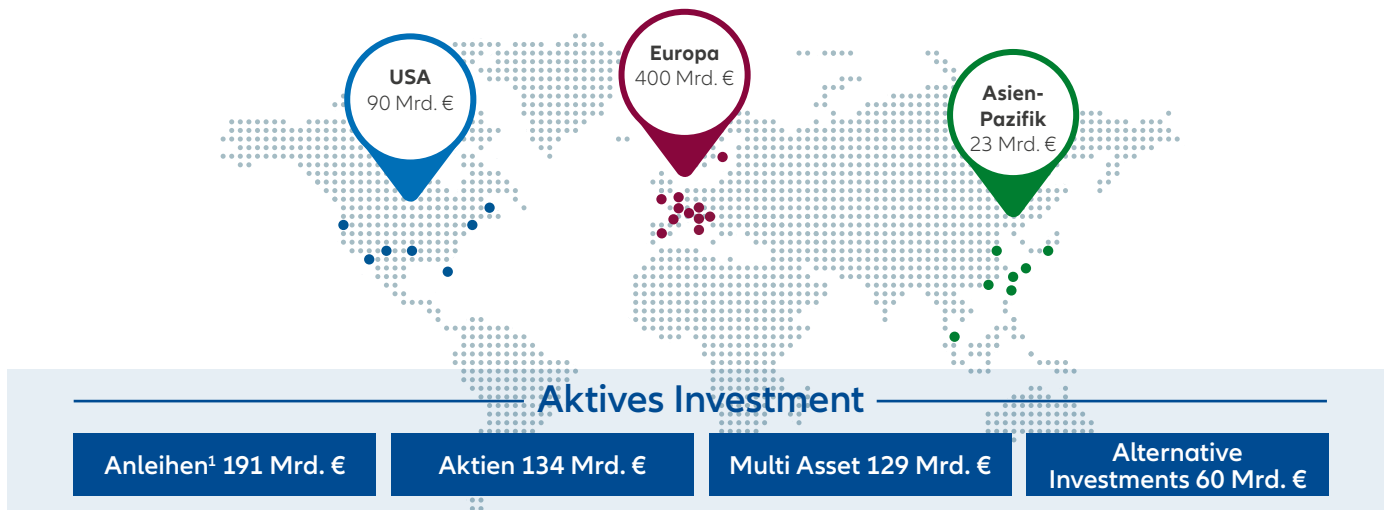 USA
90 Mrd. €
Europa
400 Mrd. €
Asien-
Pazifik
23 Mrd. €
Aktives Investment
Anleihen¹ 191 Mrd. €
Aktien 134 Mrd. €
Multi Asset 129 Mrd. €
Alternative
Investments 60 Mrd. €